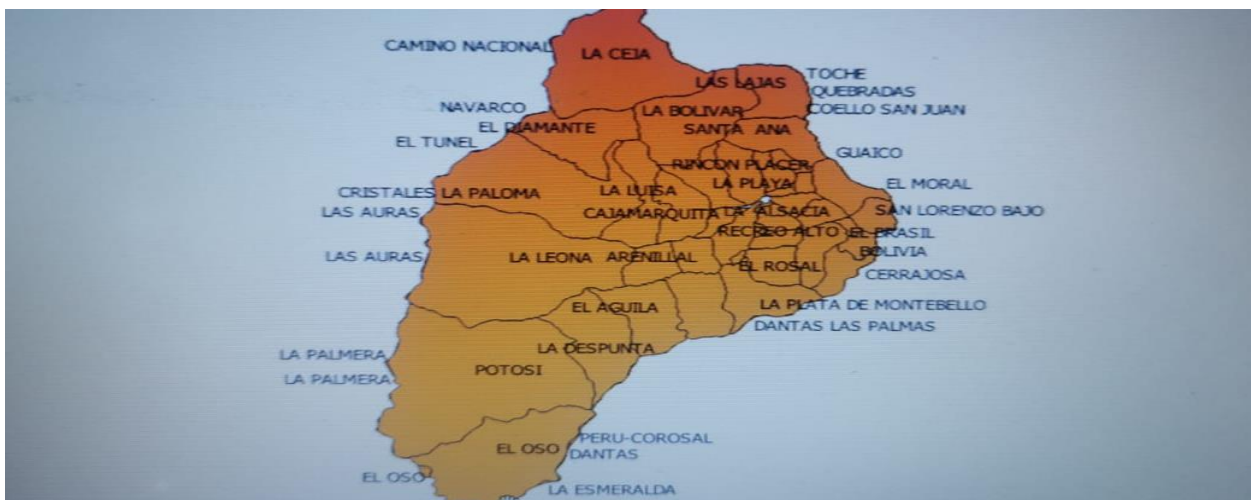 CAMINO NACIONAL
LA CEJA
LAS LAJAS
TOCHE
QUEBRADAS
NAVARCO
LA BOLIVAR
COELLO SAN JUAN
EL DIAMANTE
SANTA ANA
EL TUNEL
GUAICO
RINCON PLACER
CRISTALES
LA PALOMA
LA LUISA
LA PLAYA
EL MORAL
LAS AURAS
CAJAMARQUITA
LA ALSACIA
SAN LORENZO BAJO
RECREO ALTO
EL BRASIL
LAS AURAS
LA LEONA
ARENILLAL
EL ROSAL
BOLIVIA
CERRAJOSA
EL AGUILA
LA PLATA DE MONTEBELLO
DANTAS LAS PALMAS
LA PALMERA
LA DESPUNTA
LA PALMERA
POTOSI
EL OSO
PERU-COROSAL
DANTAS
EL OSO
LA ESMERALDA